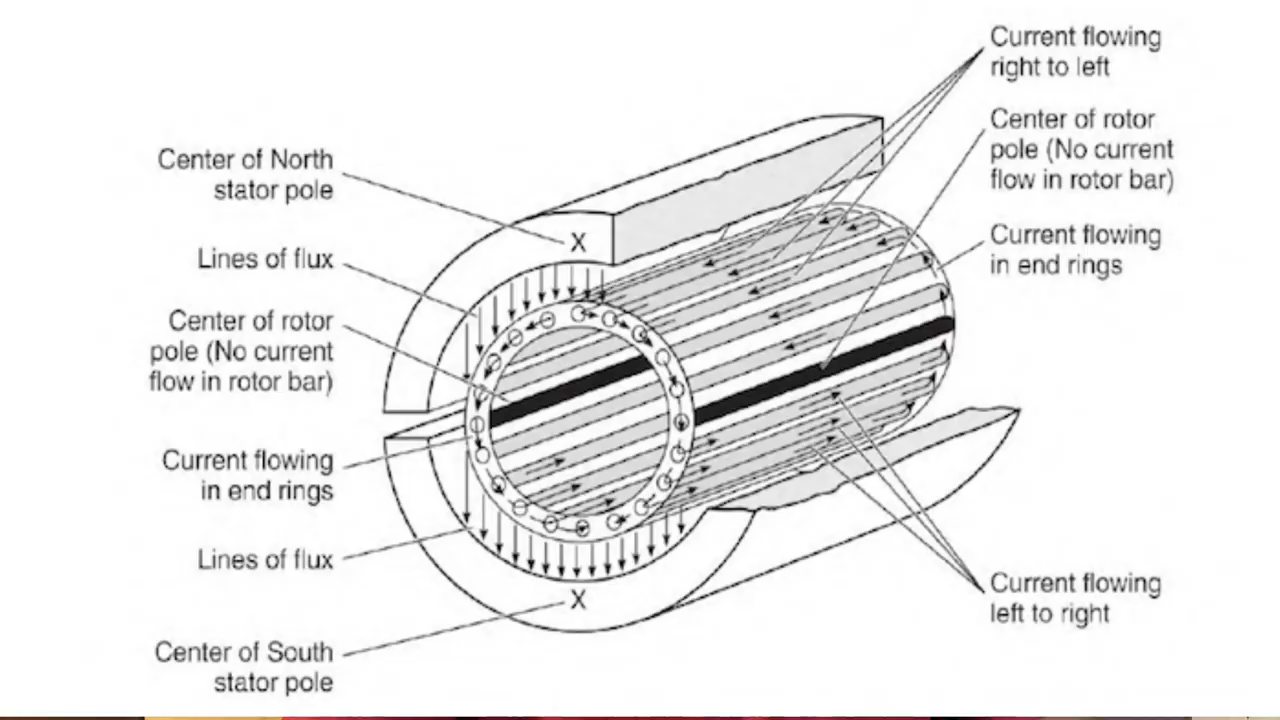 Center of North
stator pole
Lines of flux
Center of rotor
pole (No current
flow in rotor bar)
Current flowing
in end rings
Lines of flux
Center of South
stator pole
X
X
Current flowing
right to left
Center of rotor
pole (No current
flow in rotor bar)
Current flowing
in end rings
Current flowing
left to right